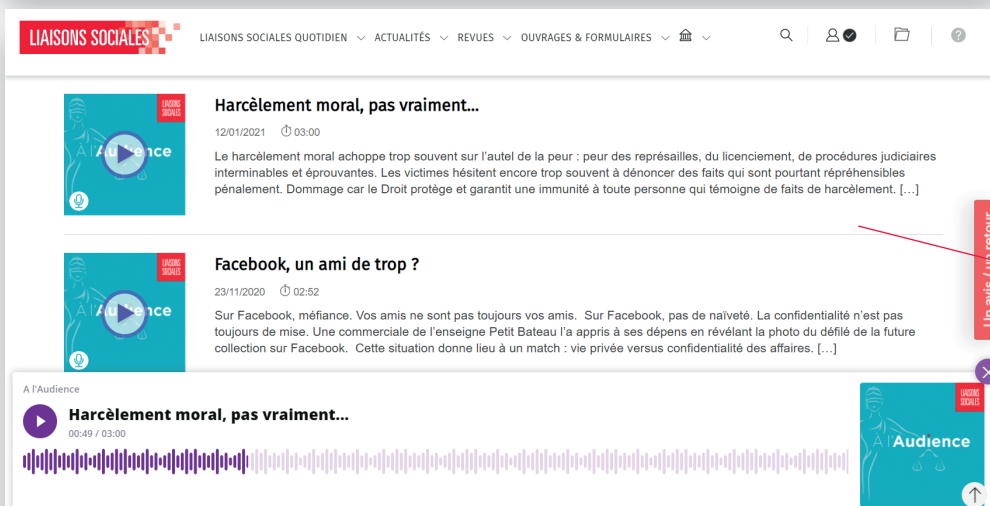 LIAISONS SOCIALES
LIAISONS SOCIALES QUOTIDIEN ACTUALITÉS REVUES OUVRAGES & FORMULAIRES
?
LIAISONS
SOCIALES
À l'Audience
Harcèlement moral, pas vraiment...
12/01/2021 03:00
Le harcèlement moral achoppe trop souvent sur l'autel de la peur : peur des représailles, du licenciement, de procédures judiciaires
interminables et éprouvantes. Les victimes hésitent encore trop souvent à dénoncer des faits qui sont pourtant répréhensibles
pénalement. Dommage car le Droit protège et garantit une immunité à toute personne qui témoigne de faits de harcèlement. […]
Un avis / un retour
LIAISONS
SOCIALES
À l'Audience
Facebook, un ami de trop ?
23/11/2020 02:52
Sur Facebook, méfiance. Vos amis ne sont pas toujours vos amis. Sur Facebook, pas de naïveté. La confidentialité n'est pas
toujours de mise. Une commerciale de l'enseigne Petit Bateau l'a appris à ses dépens en révélant la photo du défilé de la future
collection sur Facebook. Cette situation donne lieu à un match : vie privée versus confidentialité des affaires. […]
A l'Audience
Harcèlement moral, pas vraiment...
00:49 / 03:00
LIAISONS
SOCIALES
À l'Audience